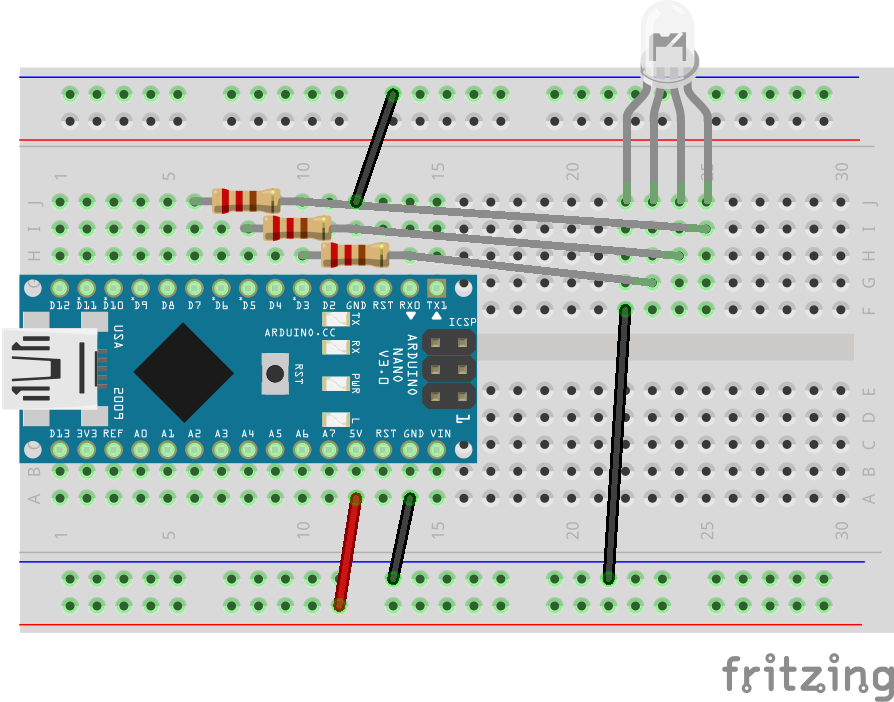 1 5 10 15 20 25 30
J J
I I
H H
G G
F
D12 D11 D10 D9 D8 D7 D6 D5 D4 D3 D2 GND RST RX0 TX1
TX
ICSP
ARDUINO.CC
RX
USA
ARDUINO
NANO
V3.0
RST
PWR
2009
L
1
D13 3V3 REF A0 A1 A2 A3 A4 A5 A6 A7 5V RST GND VIN
E
D
C
B B
A A
1 5 10 15 20 25 30
fritzing